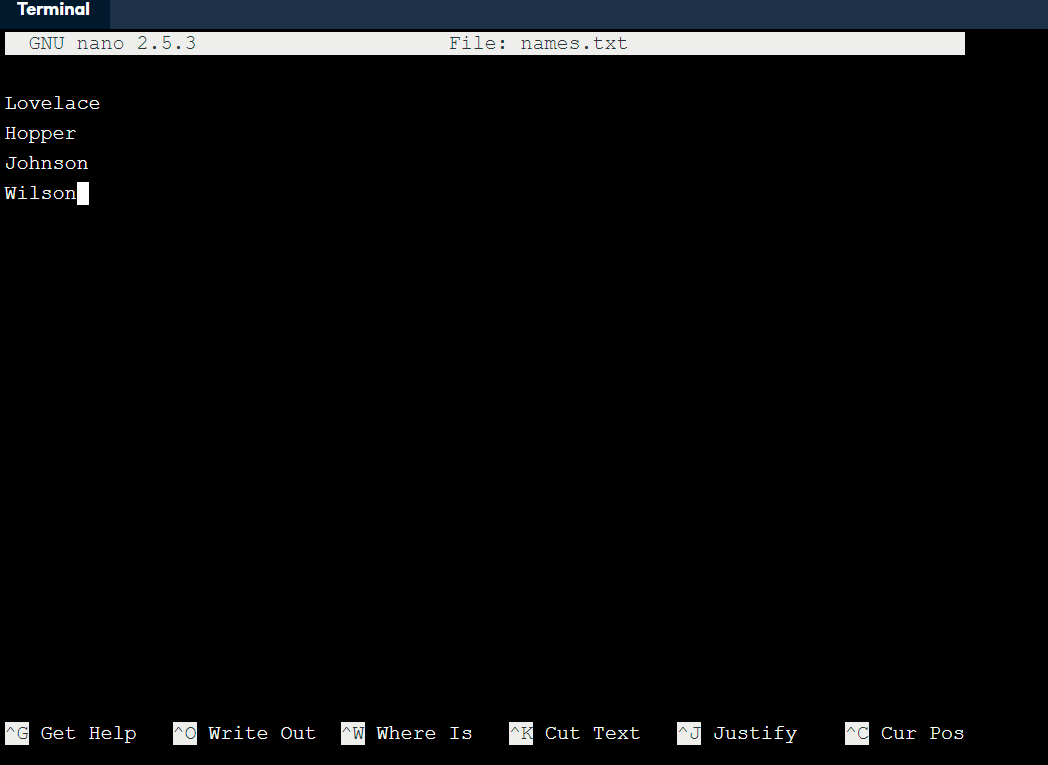 Terminal
GNU nano 2.5.3 File: names.txt
Lovelace
Hopper
Johnson
Wilson
^G Get Help ^O Write Out ^W Where Is ^K Cut Text ^J Justify ^C Cur Pos